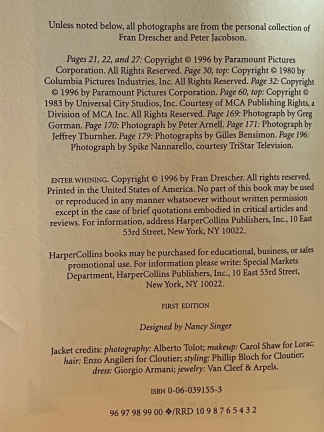 Unless noted below, all photographs are from the personal collection of
Fran Drescher and Peter Jacobson.
Pages 21, 22, and 27: Copyright © 1996 by Paramount Pictures
Corporation. All Rights Reserved. Page 30, top: Copyright © 1980 by
Columbia Pictures Industries, Inc. All Rights Reserved. Page 32: Copyright
© 1996 by Paramount Pictures Corporation. Page 60, top: Copyright ©
1983 by Universal City Studios, Inc. Courtesy of MCA Publishing Rights, a
Division of MCA Inc. All Rights Reserved. Page 169: Photograph by Greg
Gorman. Page 170: Photograph by Peter Arnell. Page 171: Photograph by
Jeffrey Thurnher. Page 179: Photographs by Gilles Bensimon. Page 196:
Photograph by Spike Nannarello, courtesy TriStar Television.
ENTER WHINING. Copyright © 1996 by Fran Drescher. All rights reserved.
Printed in the United States of America. No part of this book may be used
or reproduced in any manner whatsoever without written permission
except in the case of brief quotations embodied in critical articles and
reviews. For information, address HarperCollins Publishers, Inc., 10 East
53rd Street, New York, NY 10022.
HarperCollins books may be purchased for educational, business, or sales
promotional use. For information please write: Special Markets
Department, HarperCollins Publishers, Inc., 10 East 53rd Street,
New York, NY 10022.
FIRST EDITION
Designed by Nancy Singer
Jacket credits: photography: Alberto Tolot; makeup: Carol Shaw for Lorac;
hair: Enzo Angileri for Cloutier; styling: Phillip Bloch for Cloutier;
dress: Giorgio Armani; jewelry: Van Cleef & Arpels.
ISBN 0-06-039155-3
96 97 98 99 00 ❖/RRD 10 9 8 7 6 5 4 3 2